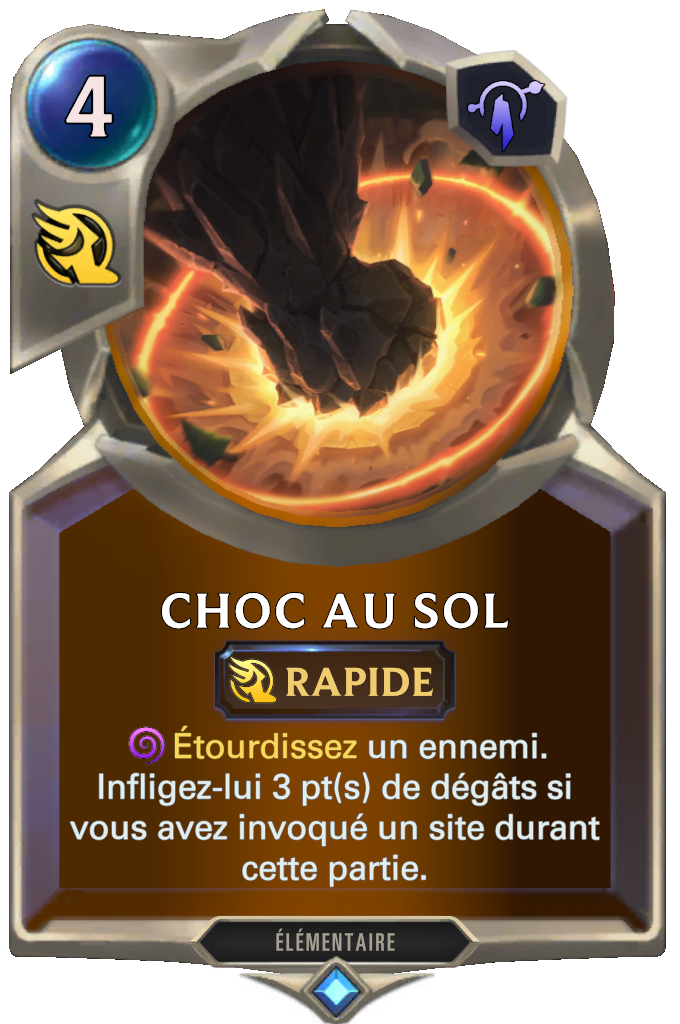 4
CHOC AU SOL
RAPIDE
Étourdissez un ennemi.
Infligez-lui 3 pt(s) de dégâts si
vous avez invoqué un site durant
cette partie.
ÉLÉMENTAIRE